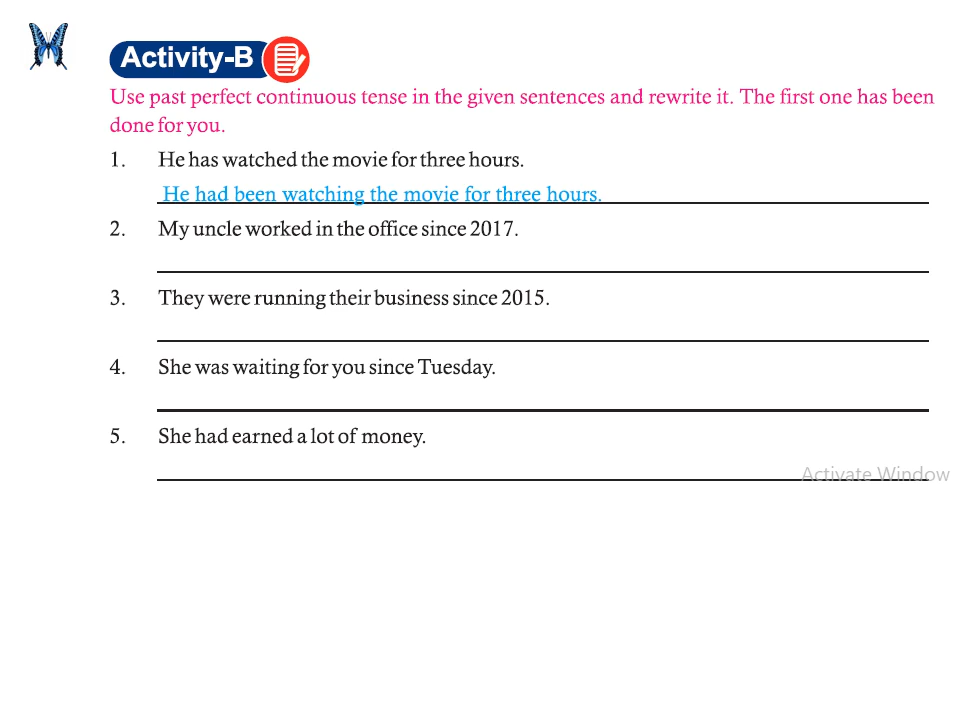 Activity-B
Use past perfect continuous tense in the given sentences and rewrite it. The first one has been
done for you.
1. He has watched the movie for three hours.
He had been watching the movie for three hours.
2. My uncle worked in the office since 2017.
3. They were running their business since 2015.
4. She was waiting for you since Tuesday.
5. She had earned a lot of money.
Activate Window